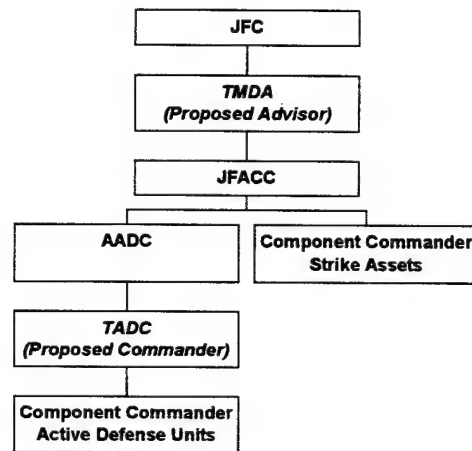 JFC
TMDA
(Proposed Advisor)
JFACC
AADC
Component Commander
Strike Assets
TADC
(Proposed Commander)
Component Commander
Active Defense Units